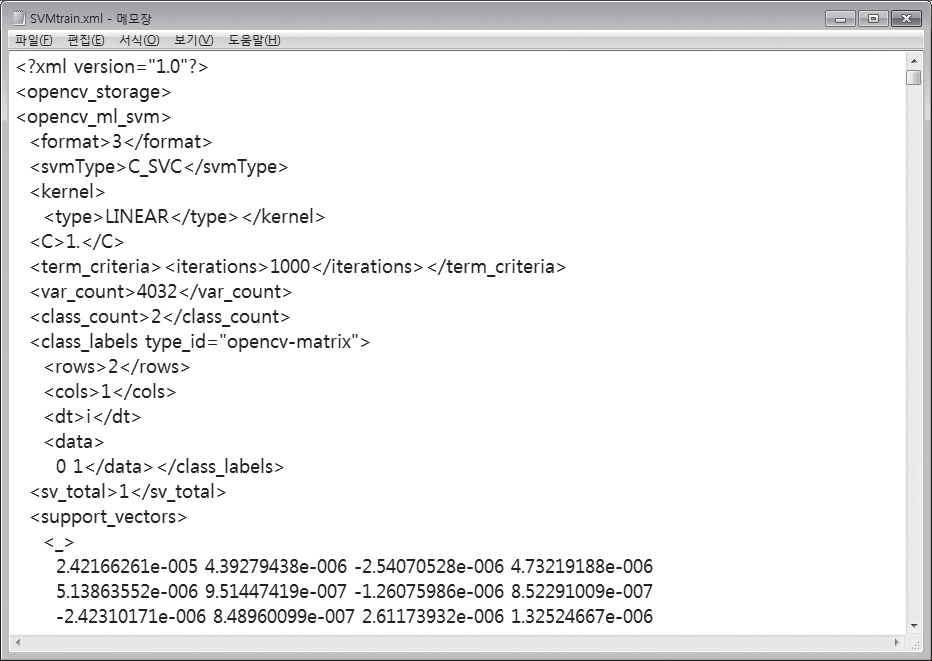 SVMtrain.xml - 메모장
파일(F) 편집(E) 서식(O) 보기(V) 도움말(H)
<?xml version="1.0"?>
<opencv_storage>
<opencv_ml_svm>
<format>3</format>
<svmType>C_SVC</svmType>
<kernel>
<type>LINEAR</type></kernel>
<C>1.</C>
<term_criteria><iterations>1000</iterations></term_criteria>
<var_count>4032</var_count>
<class_count>2</class_count>
<class_labels type_id="opencv-matrix">
<rows>2</rows>
<cols>1</cols>
<dt>i</dt>
<data>
0 1</data></class_labels>
<sv_total>1</sv_total>
<support_vectors>
<_>
2.42166261e-005 4.39279438e-006 -2.54070528e-006 4.73219188e-006
5.13863552e-006 9.51447419e-007 -1.26075986e-006 8.52291009e-007
-2.42310171e-006 8.48960099e-007 2.61173932e-006 1.32524667e-006